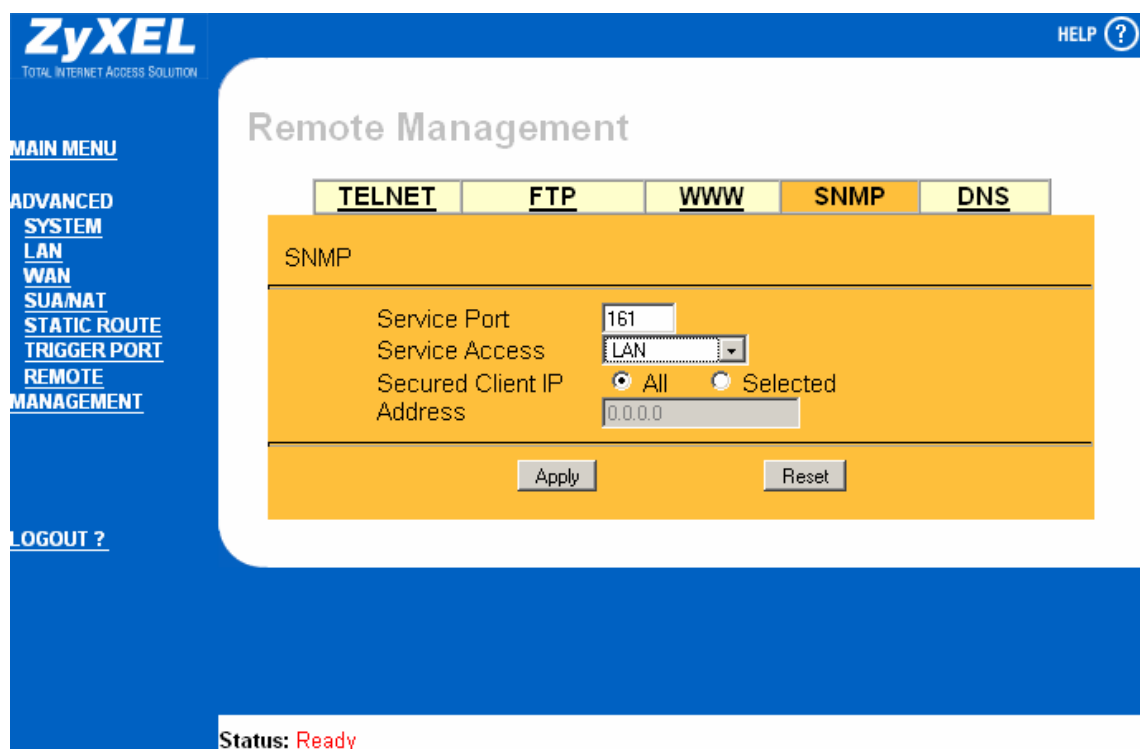 ZyXEL
TOTAL INTERNET ACCESS SOLUTION
HELP ?
MAIN MENU
ADVANCED
SYSTEM
LAN
WAN
SUA/NAT
STATIC ROUTE
TRIGGER PORT
REMOTE
MANAGEMENT
LOGOUT ?
Remote Management
TELNET FTP WWW SNMP DNS
SNMP
Service Port 161
Service Access LAN
Secured Client IP All Selected
Address 0.0.0.0
Apply Reset
Status: Ready